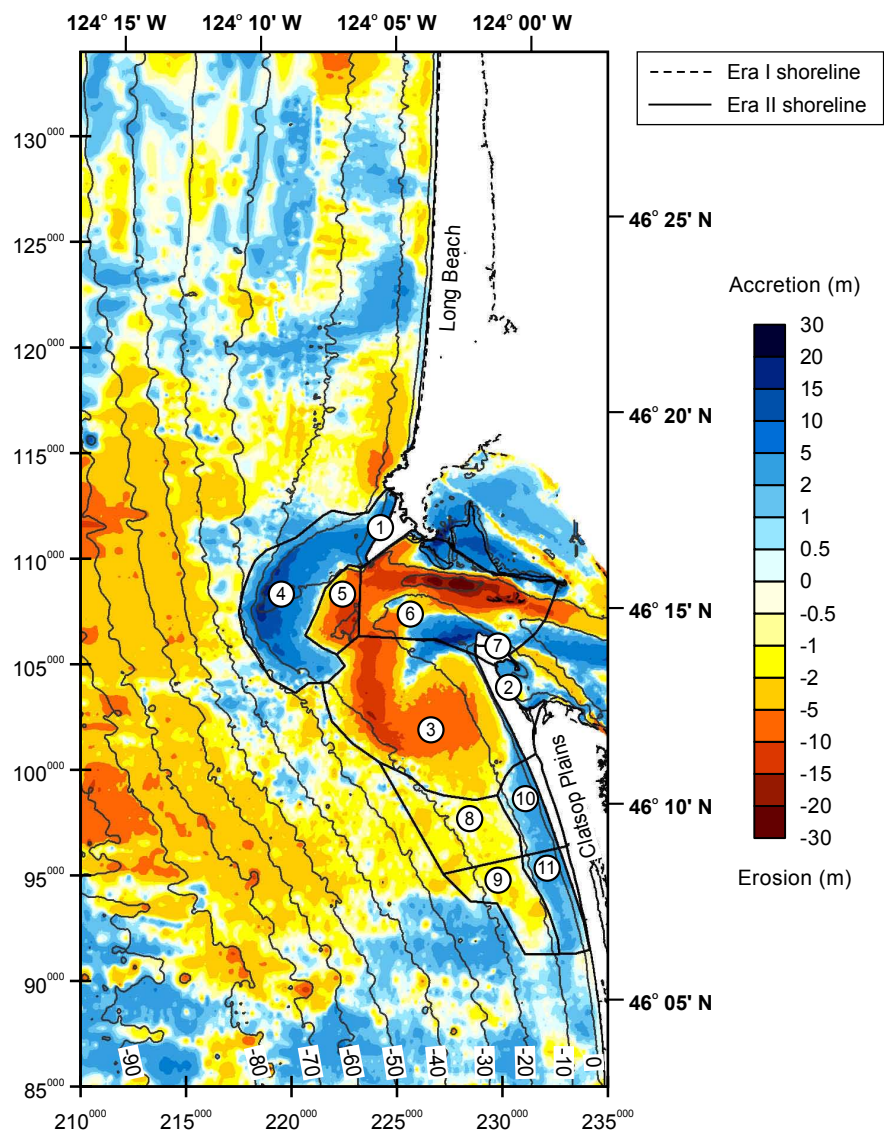 124° 15' W 124° 10' W 124° 05' W 124° 00' W
Era I shoreline
Era II shoreline
130000
125000
120000
115000
110000
105000
100000
95000
90000
85000
210000 215000 220000 225000 230000 235000
46° 25' N
46° 20' N
46° 15' N
46° 10' N
46° 05' N
Long Beach
Clatsop Plains
1
4
5
6
7
2
3
10
8
11
9
-90 -80 -70 -60 -50 -40 -30 -20 -10 0
Accretion (m)
30
20
15
10
5
2
1
0.5
0
-0.5
-1
-2
-5
-10
-15
-20
-30
Erosion (m)